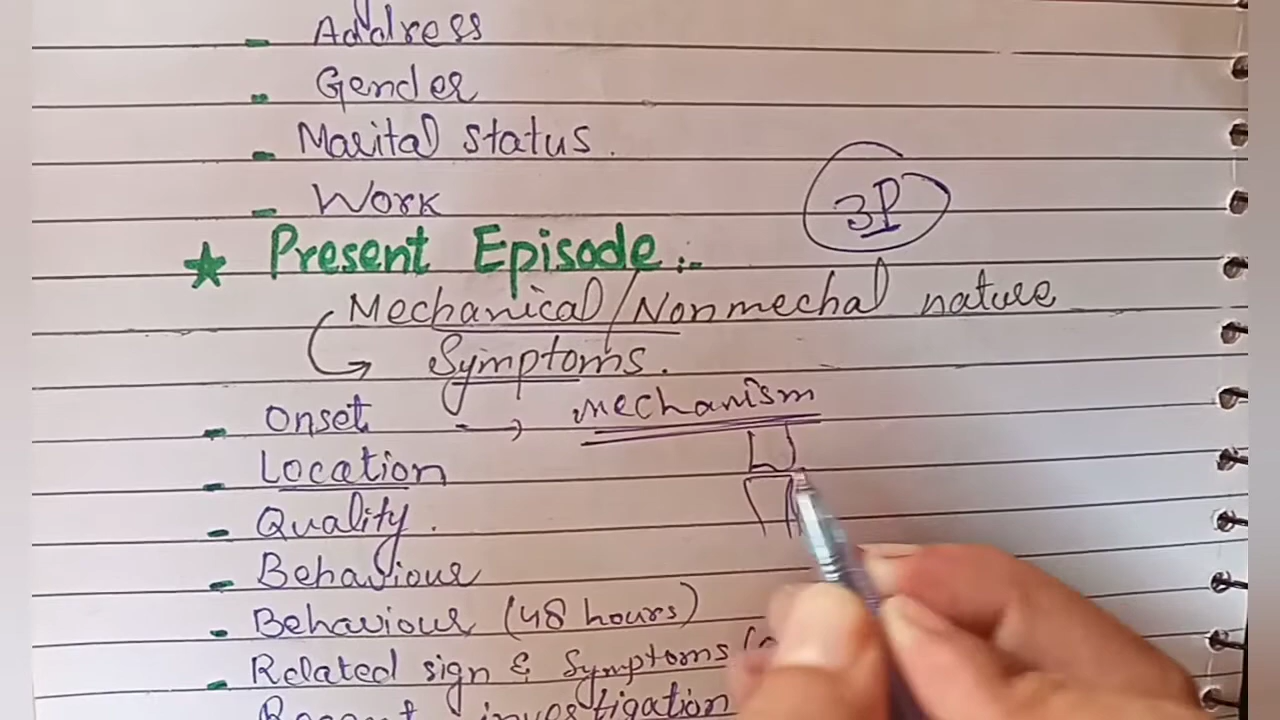 - Address
- Gender
- Marital status.
- Work
3P
★ Present Episode :-
Mechanical/Nonmechal nature
→ Symptoms.
- Onset → mechanism
- Location
- Quality.
- Behaviour
- Behaviour (48 hours)
- Related sign & Symptoms
investigation